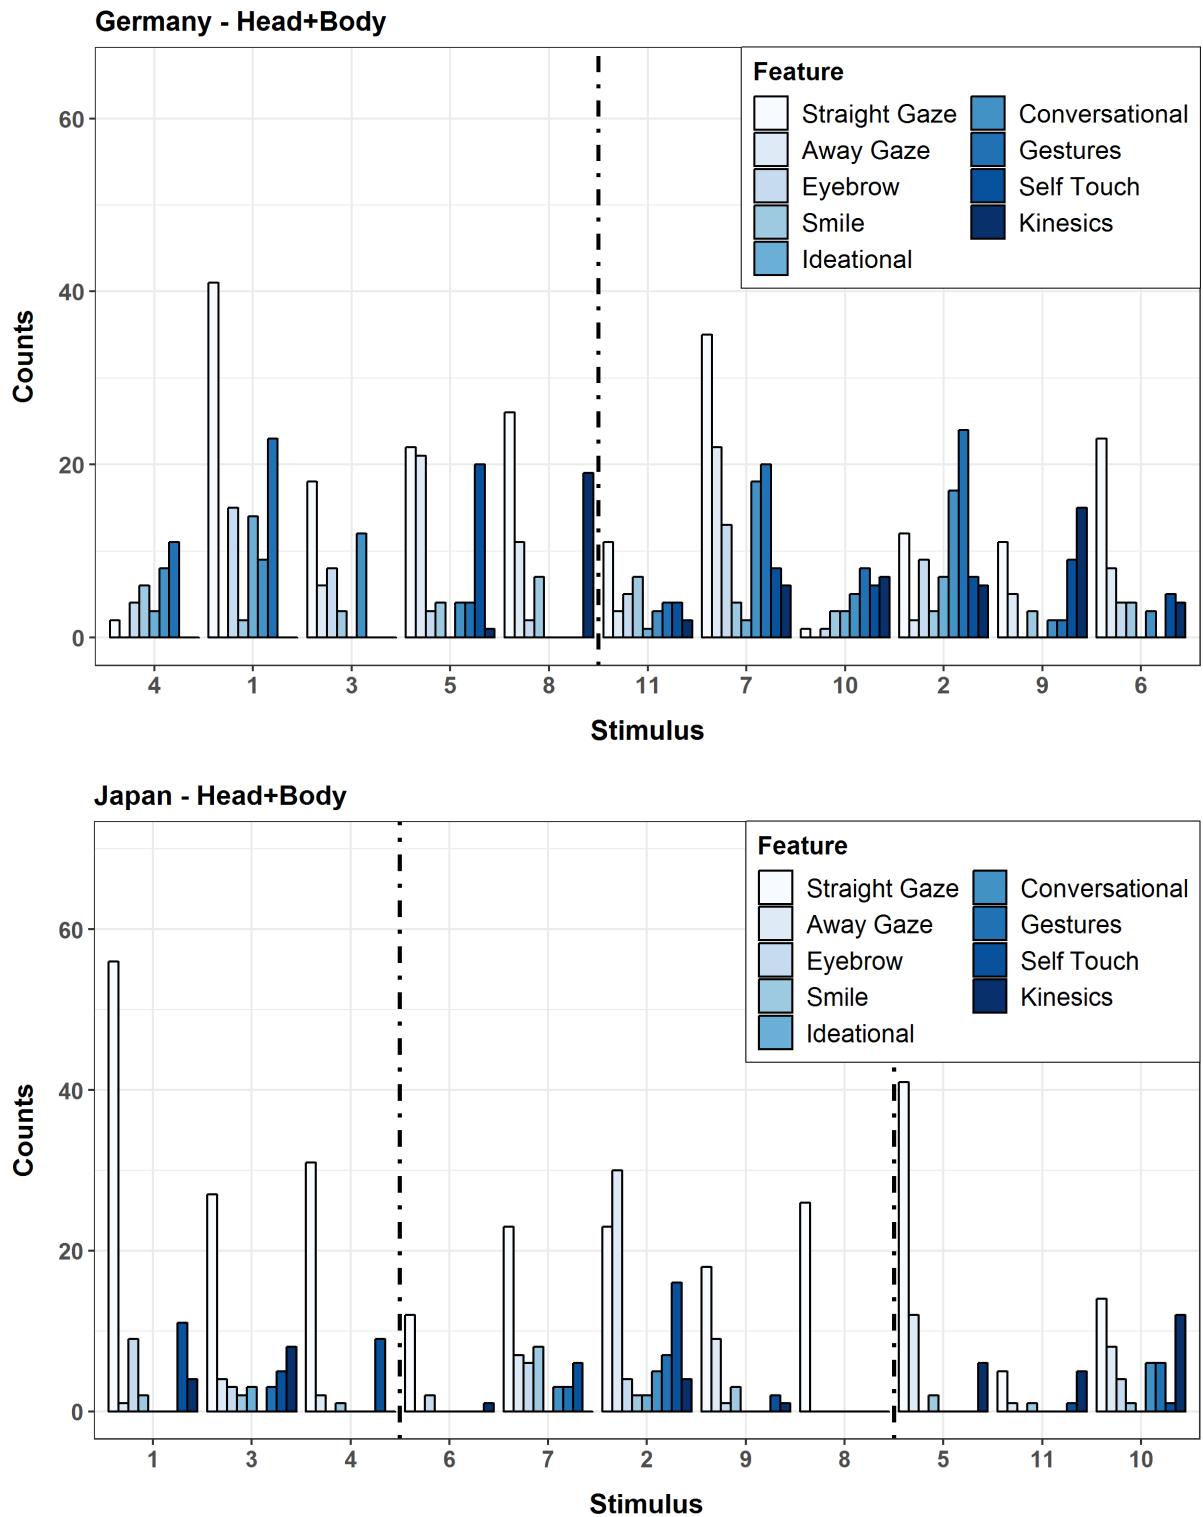 Germany - Head+Body
Feature
Straight Gaze
Away Gaze
Eyebrow
Smile
Ideational
Conversational
Gestures
Self Touch
Kinesics
Counts
60
40
20
0
4 1 3 5 8 11 7 10 2 9 6
Stimulus
Japan - Head+Body
Feature
Straight Gaze
Away Gaze
Eyebrow
Smile
Ideational
Conversational
Gestures
Self Touch
Kinesics
Counts
60
40
20
0
1 3 4 6 7 2 9 8 5 11 10
Stimulus